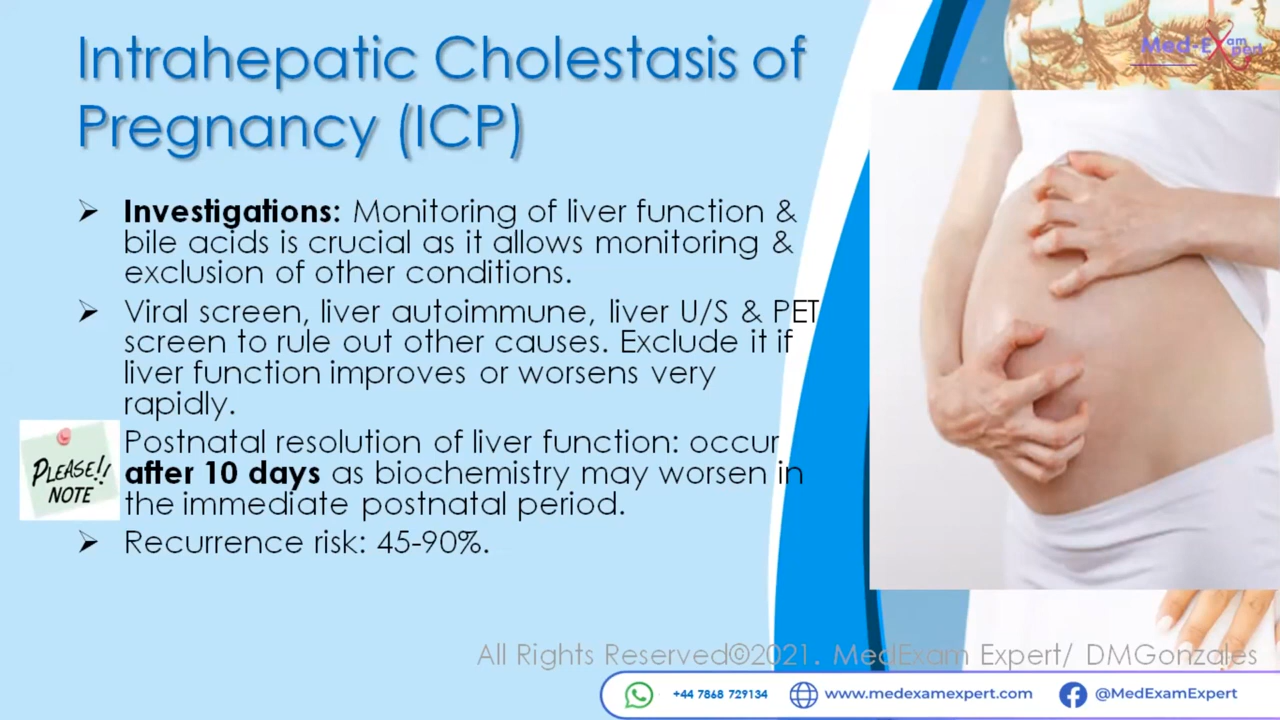 Intrahepatic Cholestasis of
Pregnancy (ICP)
Med-Expert
am
➢ Investigations: Monitoring of liver function &
bile acids is crucial as it allows monitoring &
exclusion of other conditions.
➢ Viral screen, liver autoimmune, liver U/S & PET
screen to rule out other causes. Exclude it if
liver function improves or worsens very
rapidly.
PLEASE!!
NOTE
Postnatal resolution of liver function: occur
after 10 days as biochemistry may worsen in
the immediate postnatal period.
➢ Recurrence risk: 45-90%.
All Rights Reserved©2021. MedExam Expert/ DMGonzales
+44 7868 729134 www.medexamexpert.com @MedExamExpert